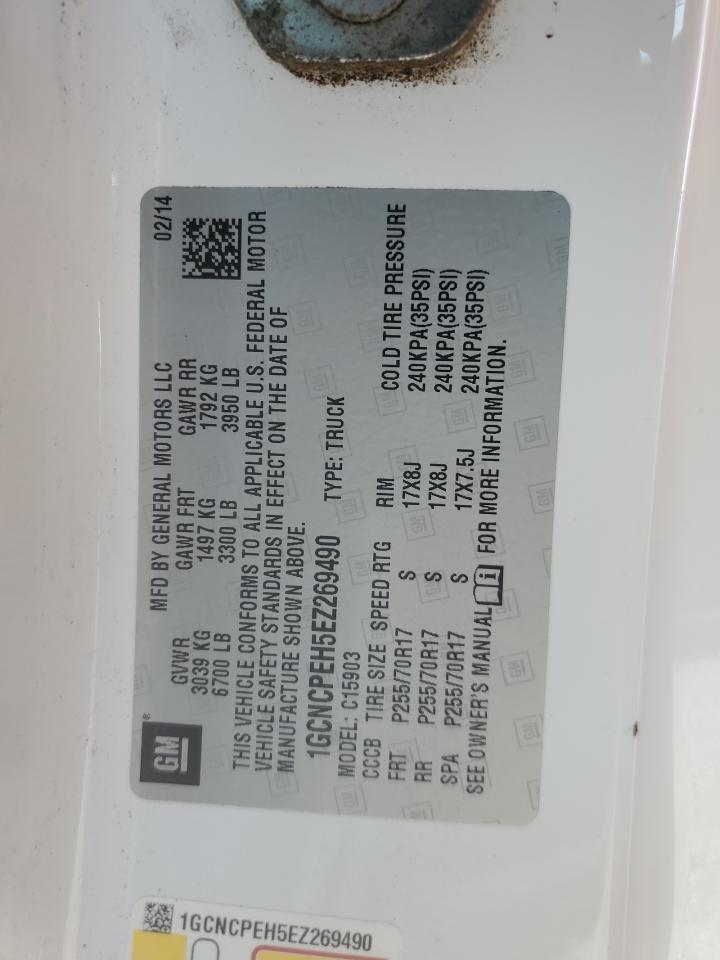 GM®
MFD BY GENERAL MOTORS LLC 02/14
GVWR GAWR FRT GAWR RR
3039 KG 1497 KG 1792 KG
6700 LB 3300 LB 3950 LB
THIS VEHICLE CONFORMS TO ALL APPLICABLE U.S. FEDERAL MOTOR
VEHICLE SAFETY STANDARDS IN EFFECT ON THE DATE OF
MANUFACTURE SHOWN ABOVE.
1GCNCPEH5EZ269490 TYPE: TRUCK
MODEL: C15903
CCCB TIRE SIZE SPEED RTG RIM COLD TIRE PRESSURE
FRT P255/70R17 S 17X8J 240KPA(35PSI)
RR P255/70R17 S 17X8J 240KPA(35PSI)
SPA P255/70R17 S 17X7.5J 240KPA(35PSI)
SEE OWNER'S MANUAL FOR MORE INFORMATION.
1GCNCPEH5EZ269490